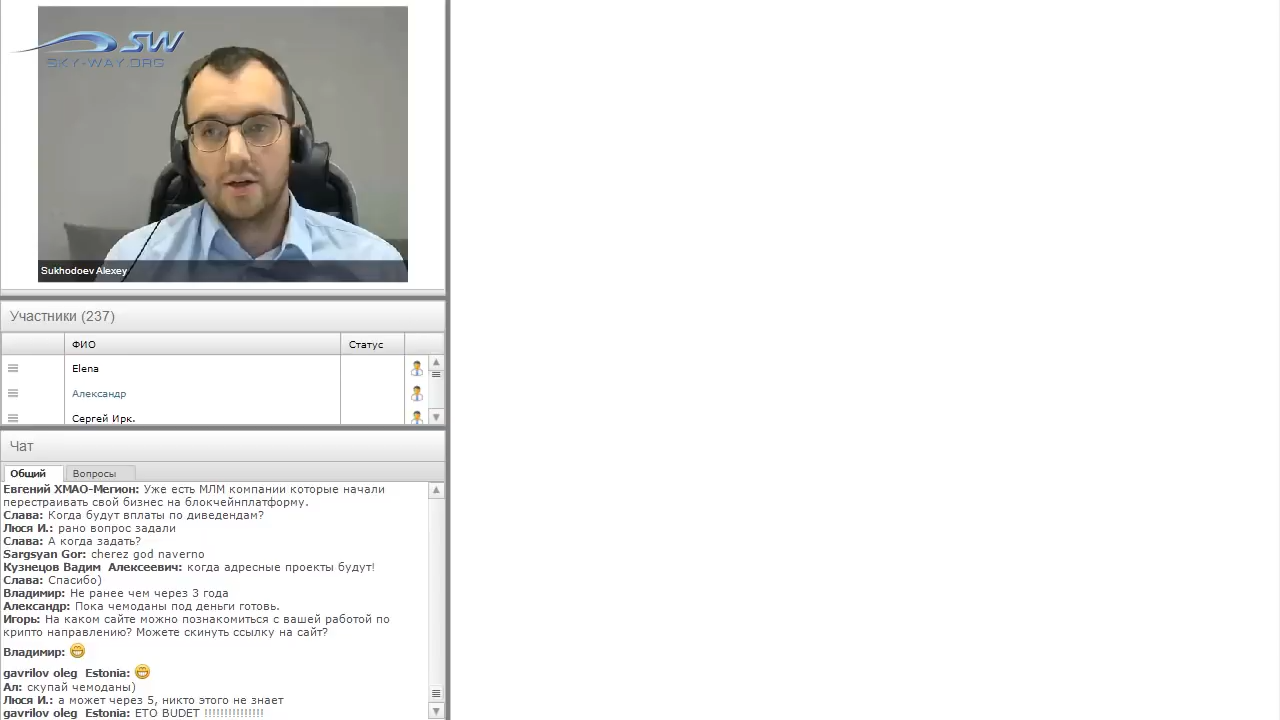 SW
SKY-WAY.ORG
Sukhodoev Alexey
Участники (237)
ФИО Статус
Elena
Александр
Сергей Ирк.
Чат
Общий Вопросы
Евгений ХМАО-Мегион: Уже есть МЛМ компании которые начали
перестраивать свой бизнес на блокчейнплатформу.
Слава: Когда будут вплаты по диведендам?
Люся И.: рано вопрос задали
Слава: А когда задать?
Sargsyan Gor: cherez god naverno
Кузнецов Вадим Алексеевич: когда адресные проекты будут!
Слава: Спасибо)
Владимир: Не ранее чем через 3 года
Александр: Пока чемоданы под деньги готовь.
Игорь: На каком сайте можно познакомиться с вашей работой по
крипто направлению? Можете скинуть ссылку на сайт?
Владимир:
gavrilov oleg Estonia:
Ал: скупай чемоданы)
Люся И.: а может через 5, никто этого не знает
gavrilov oleg Estonia: ETO BUDET !!!!!!!!!!!!!!!